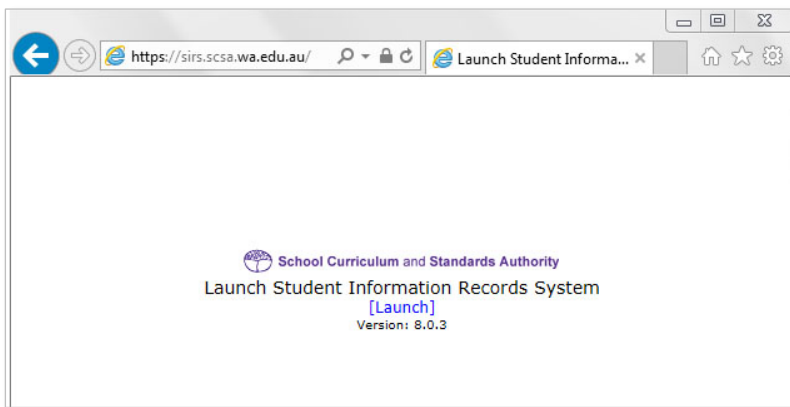 https://sirs.scsa.wa.edu.au/
Launch Student Informa...
School Curriculum and Standards Authority
Launch Student Information Records System
[Launch]
Version: 8.0.3